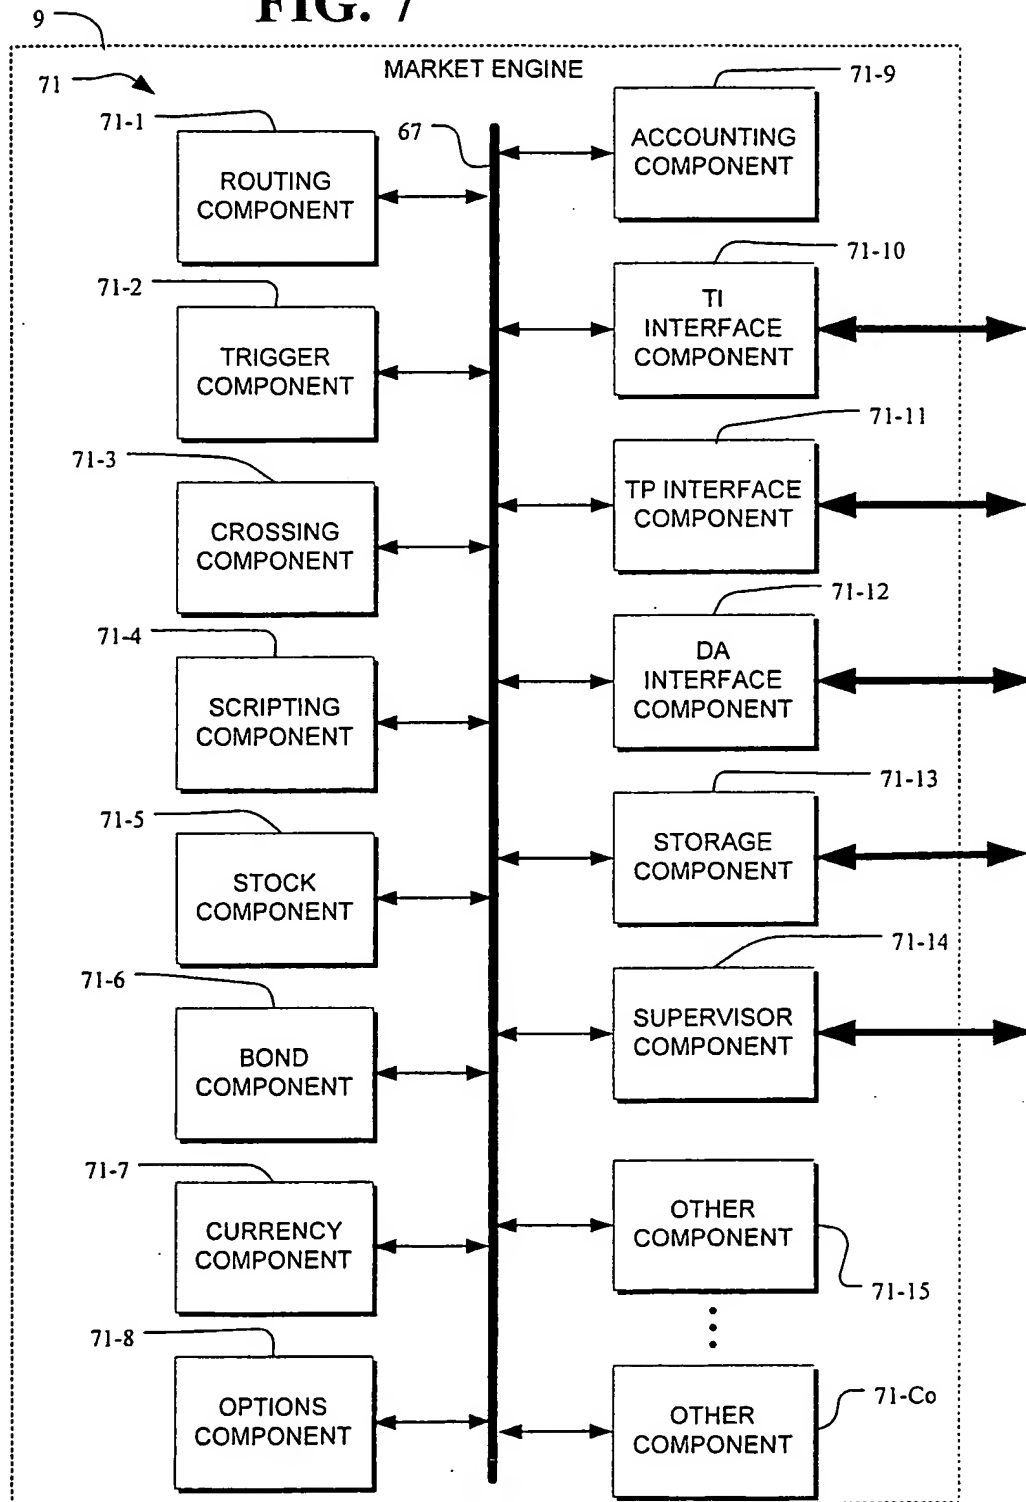 FIG. 7
9
MARKET ENGINE
71
71-1
ROUTING
COMPONENT
71-2
TRIGGER
COMPONENT
71-3
CROSSING
COMPONENT
71-4
SCRIPTING
COMPONENT
71-5
STOCK
COMPONENT
71-6
BOND
COMPONENT
71-7
CURRENCY
COMPONENT
71-8
OPTIONS
COMPONENT
67
71-9
ACCOUNTING
COMPONENT
71-10
TI
INTERFACE
COMPONENT
71-11
TP INTERFACE
COMPONENT
71-12
DA
INTERFACE
COMPONENT
71-13
STORAGE
COMPONENT
71-14
SUPERVISOR
COMPONENT
OTHER
COMPONENT
71-15
71-Co
OTHER
COMPONENT